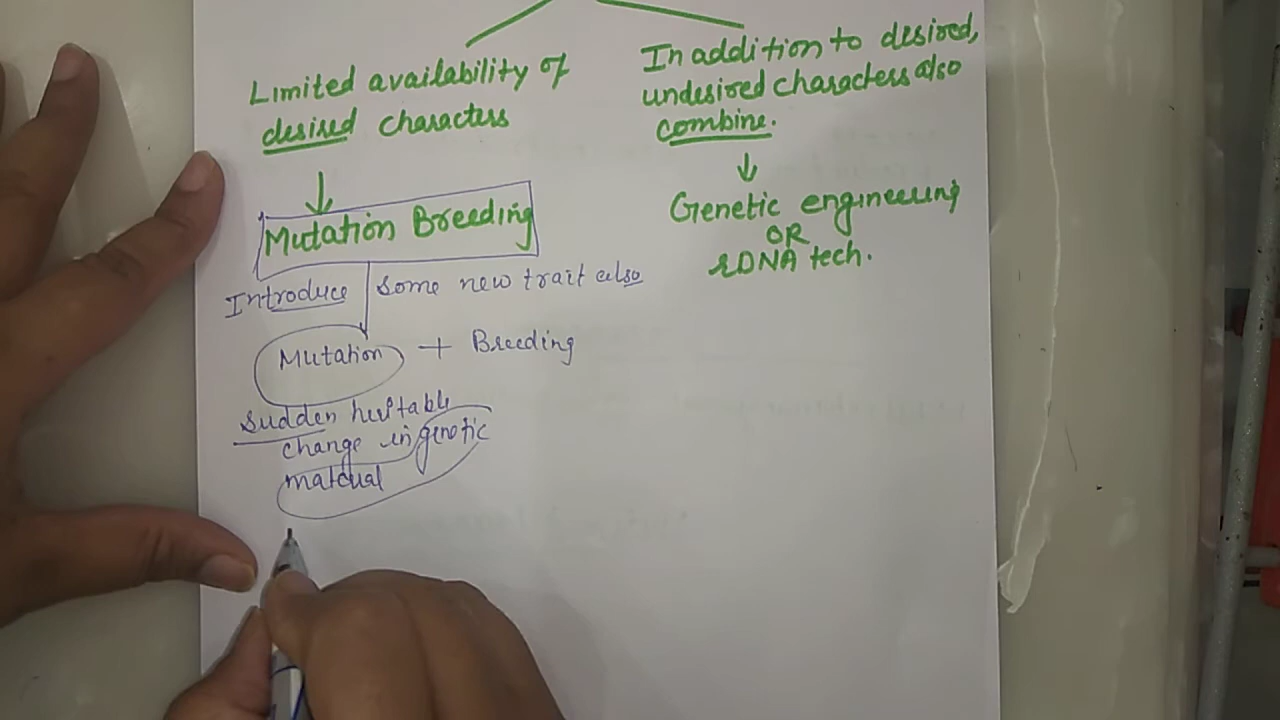 Limited availability of
desired characters
↓
Mutation Breeding
Introduce some new trait also
Mutation + Breeding
Sudden heritable
change in genetic
material
In addition to desired,
undesired characters also
combine.
↓
Genetic engineering
OR
rDNA tech.